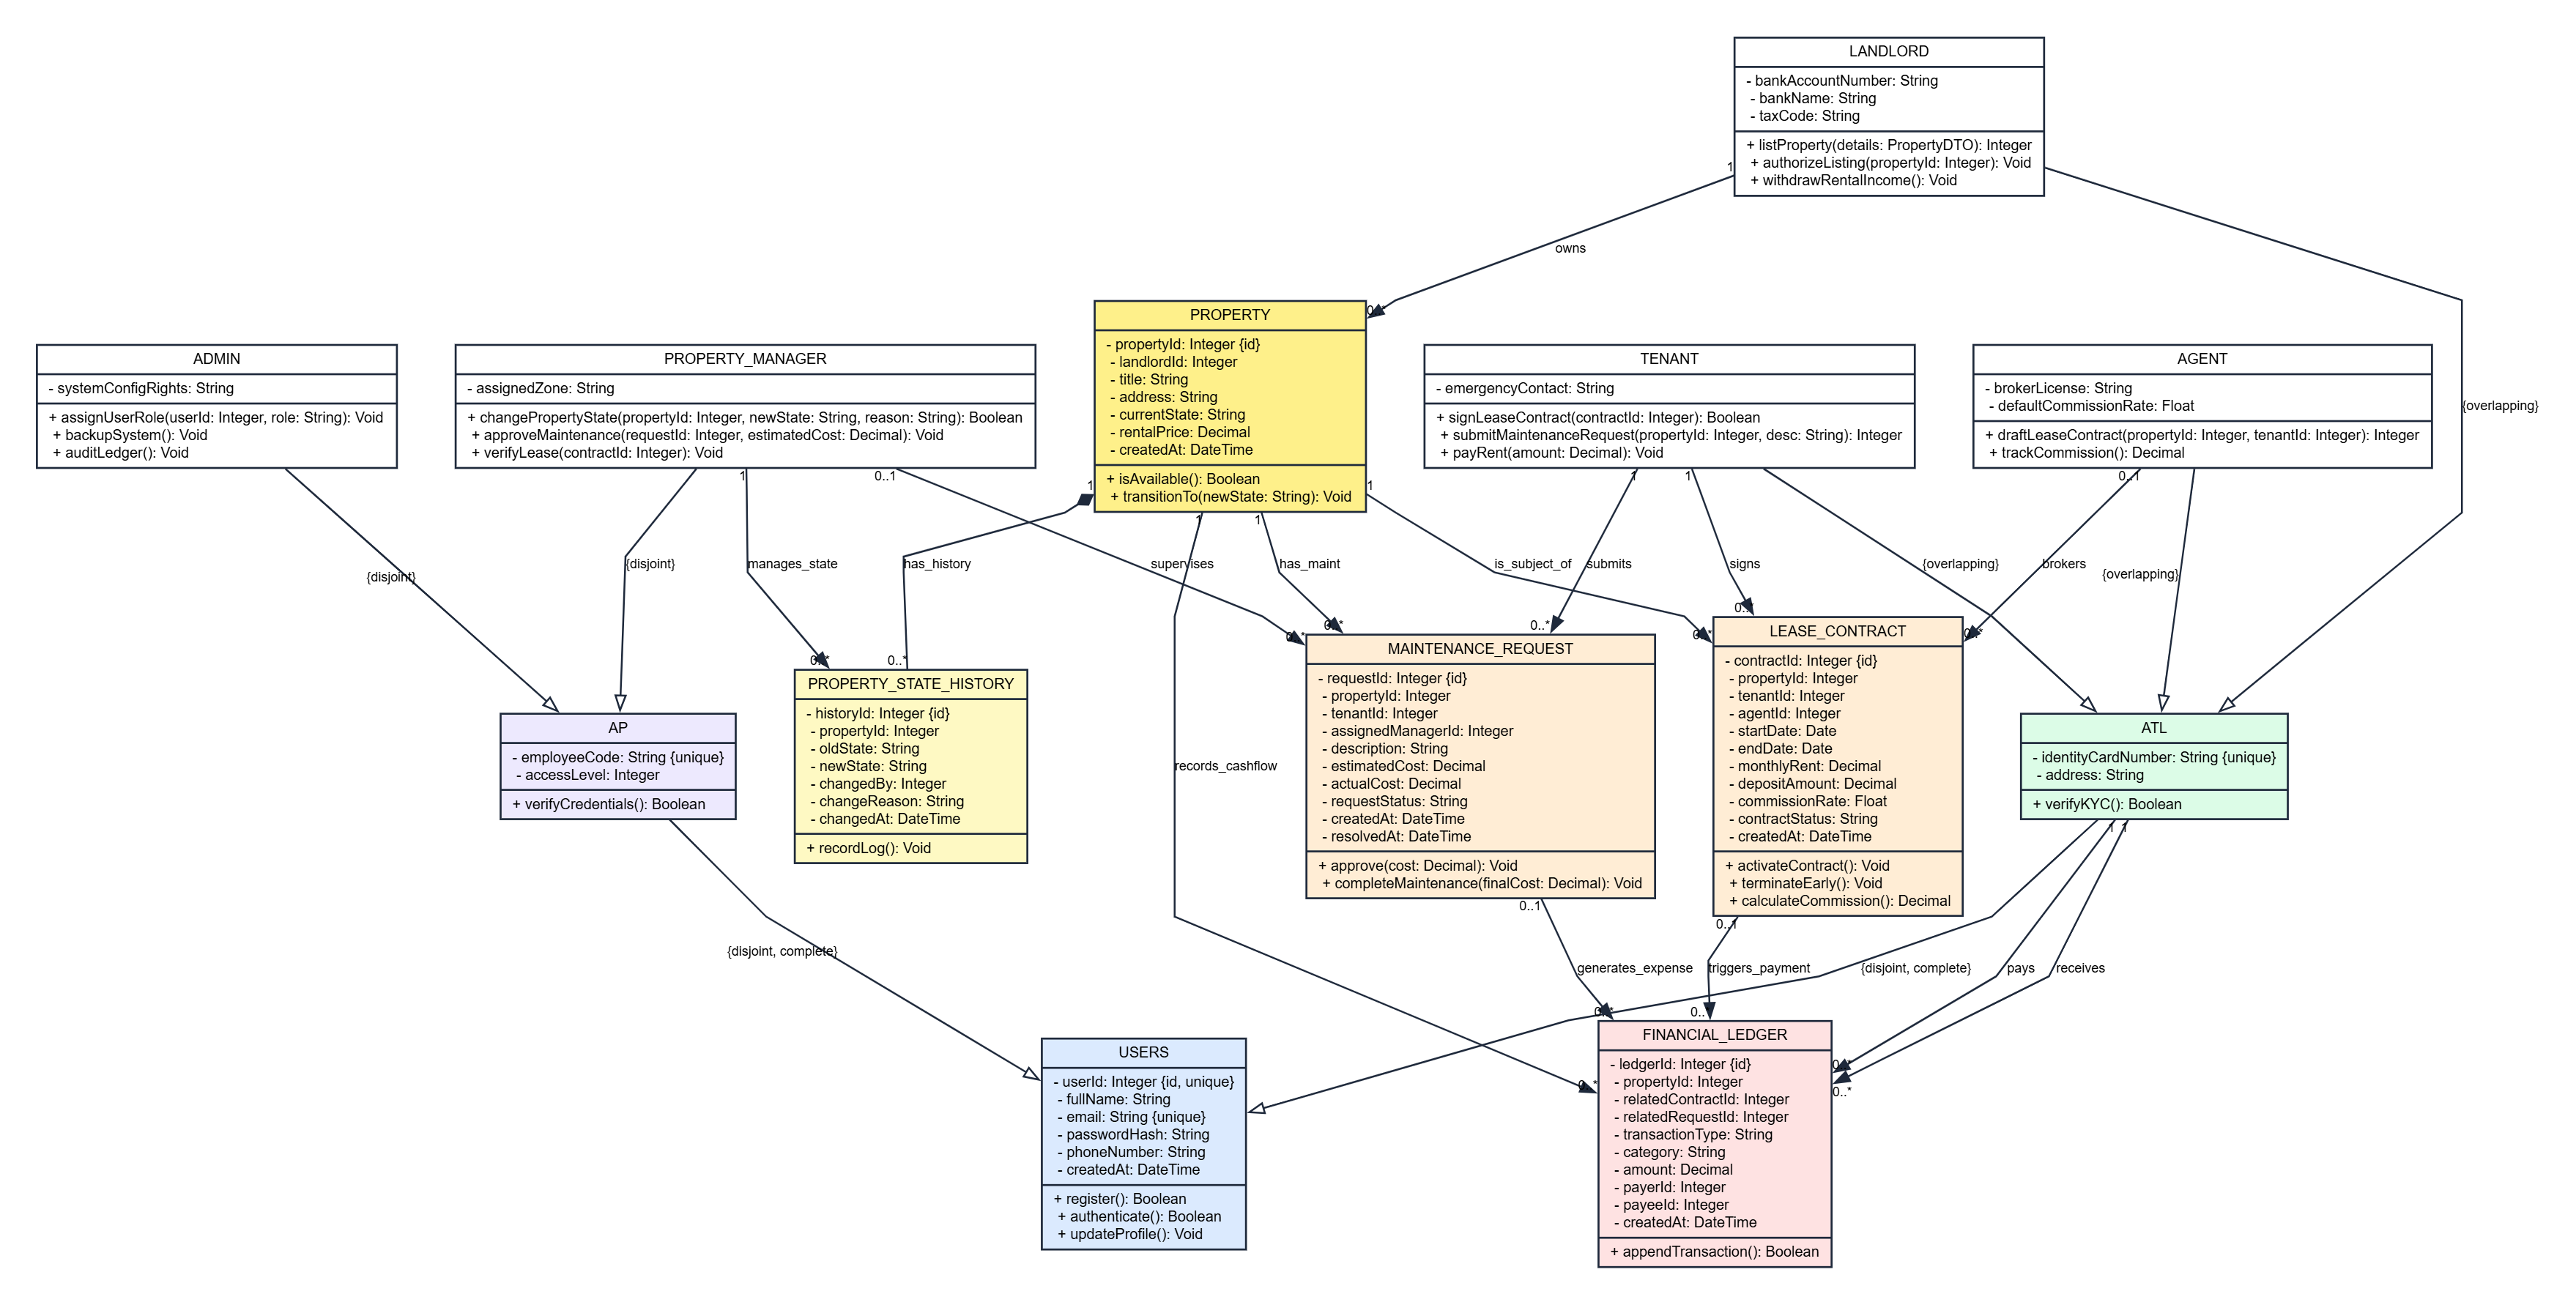 LANDLORD
- bankAccountNumber: String
- bankName: String
- taxCode: String
+ listProperty(details: PropertyDTO): Integer
+ authorizeListing(propertyId: Integer): Void
+ withdrawRentalIncome(): Void
1
owns
0..*
{overlapping}
PROPERTY
- propertyId: Integer {id}
- landlordId: Integer
- title: String
- address: String
- currentState: String
- rentalPrice: Decimal
- createdAt: DateTime
+ isAvailable(): Boolean
+ transitionTo(newState: String): Void
ADMIN
- systemConfigRights: String
+ assignUserRole(userId: Integer, role: String): Void
+ backupSystem(): Void
+ auditLedger(): Void
PROPERTY_MANAGER
- assignedZone: String
+ changePropertyState(propertyId: Integer, newState: String, reason: String): Boolean
+ approveMaintenance(requestId: Integer, estimatedCost: Decimal): Void
+ verifyLease(contractId: Integer): Void
TENANT
- emergencyContact: String
+ signLeaseContract(contractId: Integer): Boolean
+ submitMaintenanceRequest(propertyId: Integer, desc: String): Integer
+ payRent(amount: Decimal): Void
AGENT
- brokerLicense: String
- defaultCommissionRate: Float
+ draftLeaseContract(propertyId: Integer, tenantId: Integer): Integer
+ trackCommission(): Decimal
1
0..1
1
1
1
1
1
1
0..1
{disjoint}
{disjoint}
manages_state
has_history
supervises
has_maint
is_subject_of
submits
signs
{overlapping}
brokers
{overlapping}
0..*
0..*
0..*
0..*
0..*
0..*
0..*
0..*
AP
- employeeCode: String {unique}
- accessLevel: Integer
+ verifyCredentials(): Boolean
PROPERTY_STATE_HISTORY
- historyId: Integer {id}
- propertyId: Integer
- oldState: String
- newState: String
- changedBy: Integer
- changeReason: String
- changedAt: DateTime
+ recordLog(): Void
records_cashflow
MAINTENANCE_REQUEST
- requestId: Integer {id}
- propertyId: Integer
- tenantId: Integer
- assignedManagerId: Integer
- description: String
- estimatedCost: Decimal
- actualCost: Decimal
- requestStatus: String
- createdAt: DateTime
- resolvedAt: DateTime
+ approve(cost: Decimal): Void
+ completeMaintenance(finalCost: Decimal): Void
LEASE_CONTRACT
- contractId: Integer {id}
- propertyId: Integer
- tenantId: Integer
- agentId: Integer
- startDate: Date
- endDate: Date
- monthlyRent: Decimal
- depositAmount: Decimal
- commissionRate: Float
- contractStatus: String
- createdAt: DateTime
+ activateContract(): Void
+ terminateEarly(): Void
+ calculateCommission(): Decimal
ATL
- identityCardNumber: String {unique}
- address: String
+ verifyKYC(): Boolean
0..1
0..1
1
1
{disjoint, complete}
generates_expense
triggers_payment
{disjoint, complete}
pays
receives
0..*
0..*
0..*
0..*
0..*
USERS
- userId: Integer {id, unique}
- fullName: String
- email: String {unique}
- passwordHash: String
- phoneNumber: String
- createdAt: DateTime
+ register(): Boolean
+ authenticate(): Boolean
+ updateProfile(): Void
FINANCIAL_LEDGER
- ledgerId: Integer {id}
- propertyId: Integer
- relatedContractId: Integer
- relatedRequestId: Integer
- transactionType: String
- category: String
- amount: Decimal
- payerId: Integer
- payeeId: Integer
- createdAt: DateTime
+ appendTransaction(): Boolean